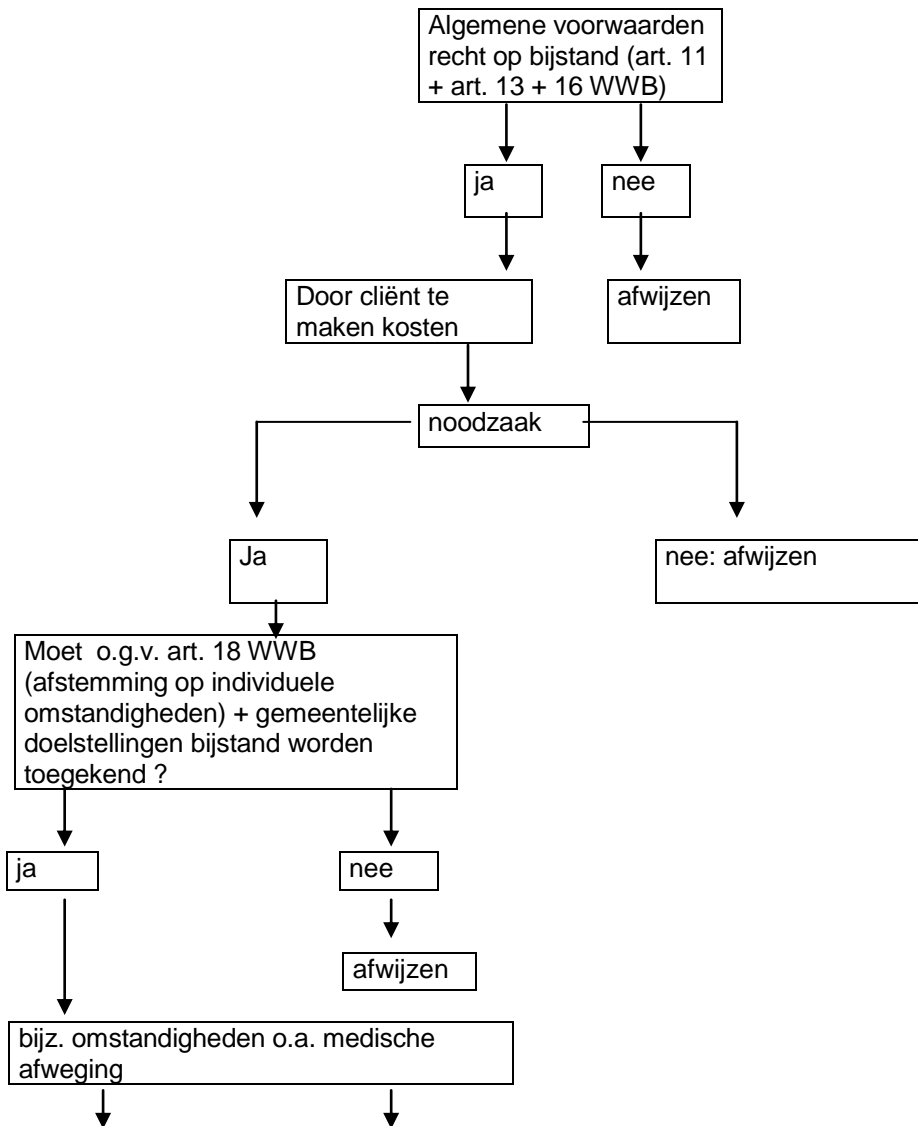 Algemene voorwaarden
recht op bijstand (art. 11
+ art. 13 + 16 WWB)
ja
nee
Door cliënt te
maken kosten
afwijzen
noodzaak
Ja
nee: afwijzen
Moet o.g.v. art. 18 WWB
(afstemming op individuele
omstandigheden) + gemeentelijke
doelstellingen bijstand worden
toegekend ?
ja
nee
afwijzen
bijz. omstandigheden o.a. medische
afweging